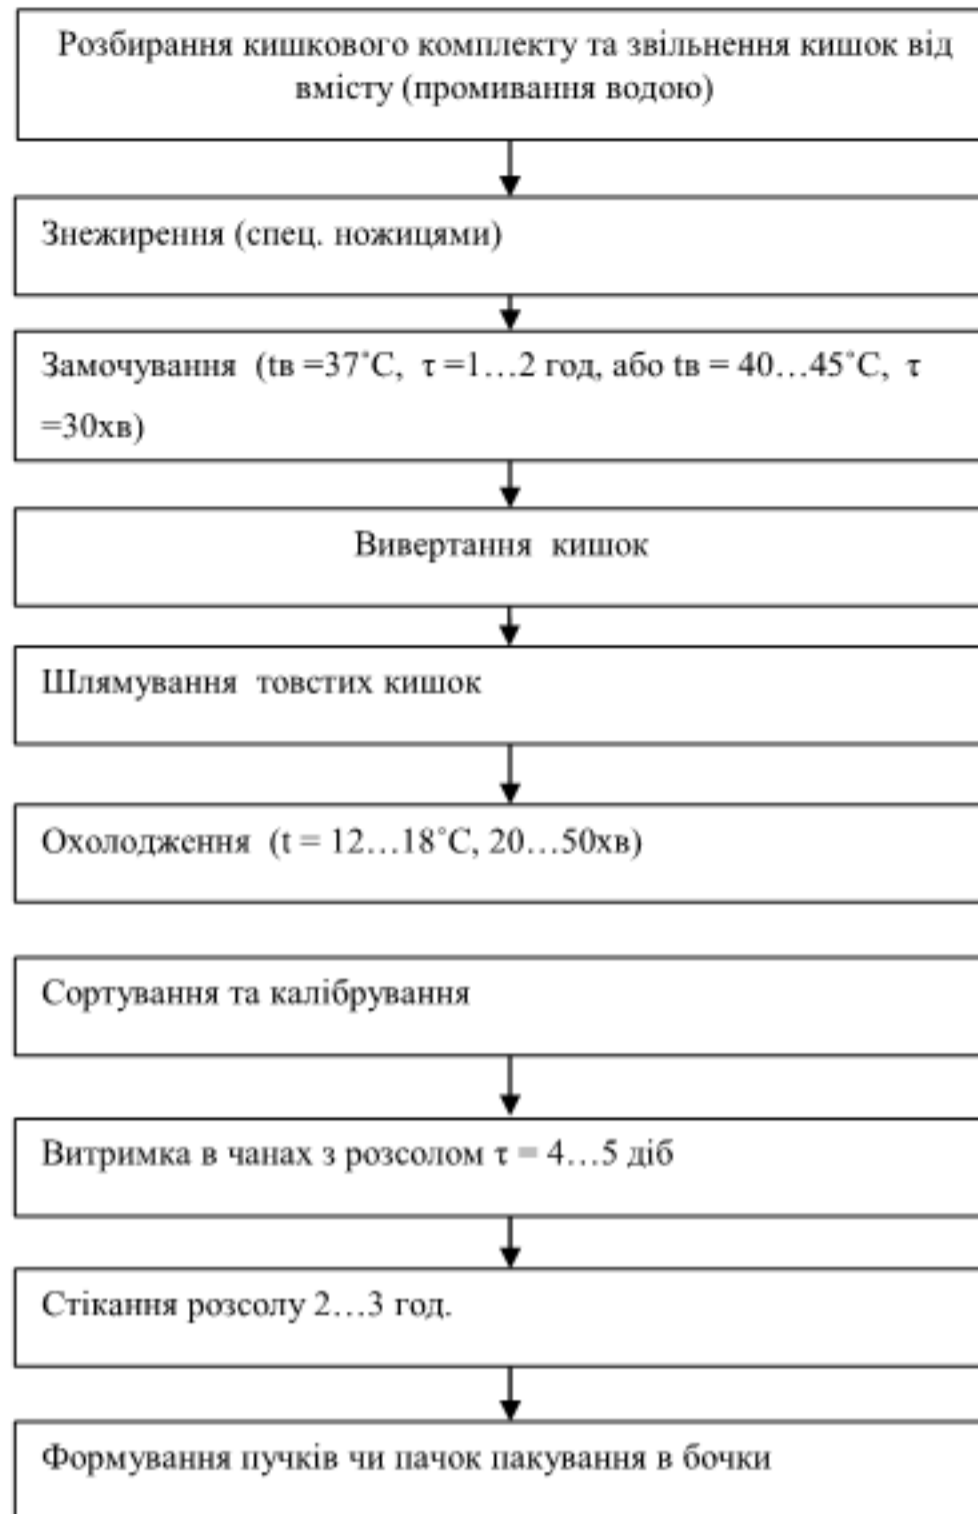 Розбирання кишкового комплекту та звільнення кишок від
вмісту (промивання водою)
Знежирення (спец. ножицями)
Замочування (tв =37˚С, τ =1…2 год, або tв = 40…45˚С, τ
=30хв)
Вивертання кишок
Шлямування товстих кишок
Охолодження (t = 12…18˚С, 20…50хв)
Сортування та калібрування
Витримка в чанах з розсолом τ = 4…5 діб
Стікання розсолу 2…3 год.
Формування пучків чи пачок пакування в бочки